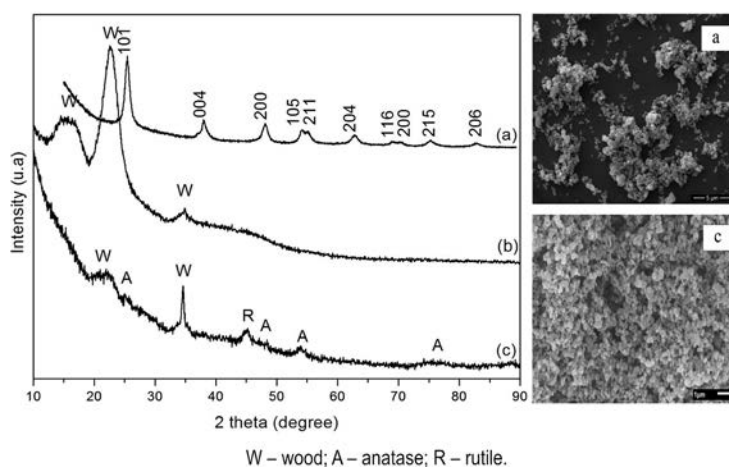 W
101
W
004
200
105
211
204
116
200
215
206
(a)
W
(b)
W
A
W
R
A
A
A
(c)
Intensity (u.a)
10 20 30 40 50 60 70 80 90
2 theta (degree)
W – wood; A – anatase; R – rutile.
a
c